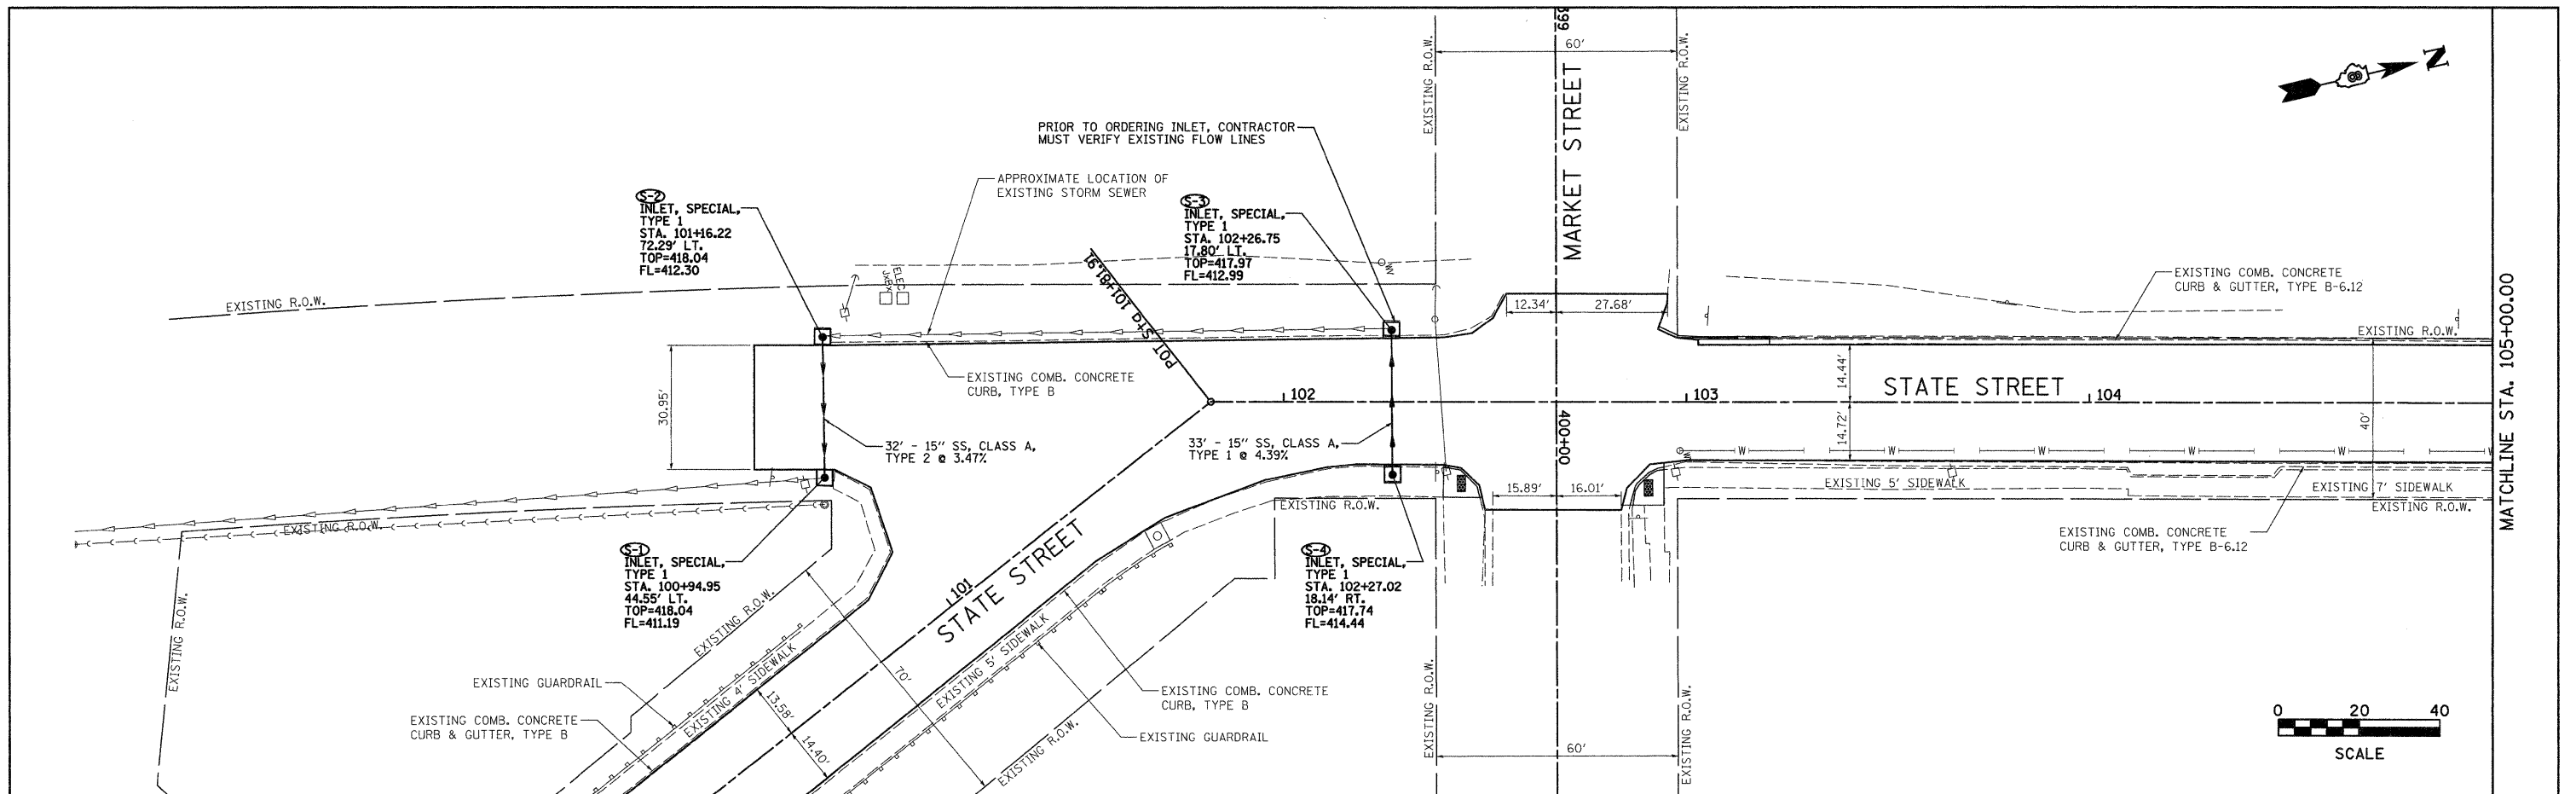 399
60'
MARKET STREET
EXISTING R.O.W.
EXISTING R.O.W.
N
PRIOR TO ORDERING INLET, CONTRACTOR
MUST VERIFY EXISTING FLOW LINES
APPROXIMATE LOCATION OF
EXISTING STORM SEWER
S-2
INLET, SPECIAL,
TYPE 1
STA. 101+16.22
72.29' LT.
TOP=418.04
FL=412.30
S-3
INLET, SPECIAL,
TYPE 1
STA. 102+26.75
17.80' LT.
TOP=417.97
FL=412.99
POT Sta 101+81.91
ELEC
JxBx
WV
EXISTING R.O.W.
12.34'
27.68'
EXISTING COMB. CONCRETE
CURB & GUTTER, TYPE B-6.12
EXISTING R.O.W.
MATCHLINE STA. 105+00.00
30.95'
EXISTING COMB. CONCRETE
CURB, TYPE B
102
103
STATE STREET
104
14.44'
14.72'
40'
400+00
32' - 15" SS, CLASS A,
TYPE 2 @ 3.47%
33' - 15" SS, CLASS A,
TYPE 1 @ 4.39%
W
W
W
W
W
W
15.89'
16.01'
EXISTING 5' SIDEWALK
EXISTING 7' SIDEWALK
EXISTING R.O.W.
EXISTING R.O.W.
EXISTING R.O.W.
EXISTING COMB. CONCRETE
CURB & GUTTER, TYPE B-6.12
S-1
INLET, SPECIAL,
TYPE 1
STA. 100+94.95
44.55' LT.
TOP=418.04
FL=411.19
S-4
INLET, SPECIAL,
TYPE 1
STA. 102+27.02
18.14' RT.
TOP=417.74
FL=414.44
101
STATE STREET
EXISTING R.O.W.
EXISTING R.O.W.
EXISTING 4' SIDEWALK
EXISTING 5' SIDEWALK
70'
13.58'
14.40'
EXISTING GUARDRAIL
EXISTING COMB. CONCRETE
CURB & GUTTER, TYPE B
EXISTING COMB. CONCRETE
CURB, TYPE B
EXISTING GUARDRAIL
EXISTING R.O.W.
EXISTING R.O.W.
EXISTING R.O.W.
60'
0 20 40
SCALE